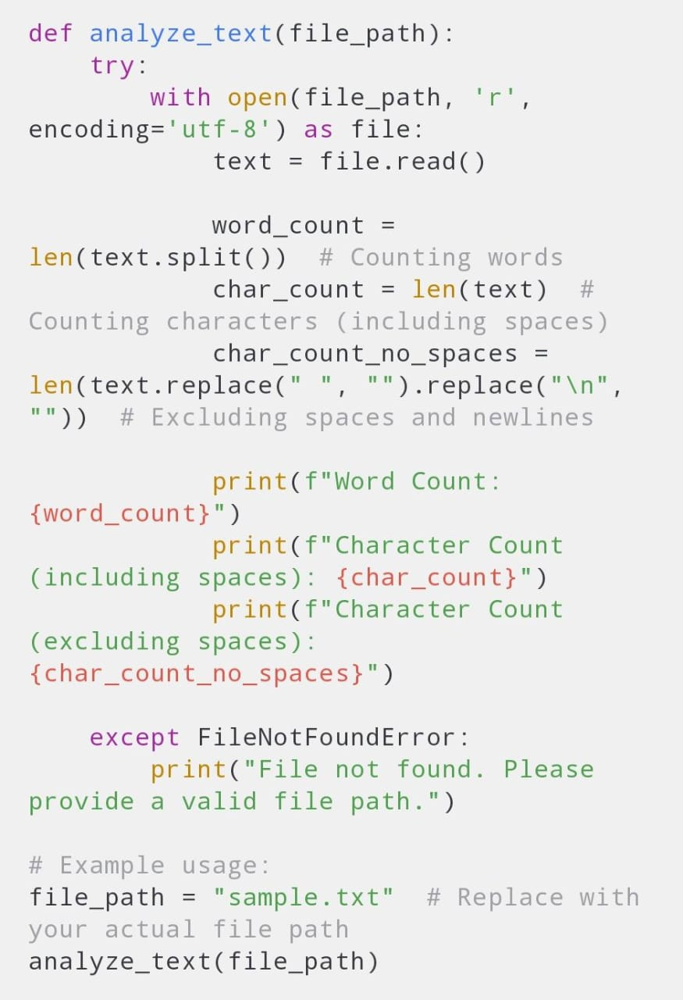 def analyze_text(file_path):
    try:
        with open(file_path, 'r',
encoding='utf-8') as file:
            text = file.read()

            word_count =
len(text.split())  # Counting words
            char_count = len(text)  #
Counting characters (including spaces)
            char_count_no_spaces =
len(text.replace(" ", "").replace("\n",
""))  # Excluding spaces and newlines

            print(f"Word Count:
{word_count}")
            print(f"Character Count
(including spaces): {char_count}")
            print(f"Character Count
(excluding spaces):
{char_count_no_spaces}")

    except FileNotFoundError:
        print("File not found. Please
provide a valid file path.")

# Example usage:
file_path = "sample.txt"  # Replace with
your actual file path
analyze_text(file_path)